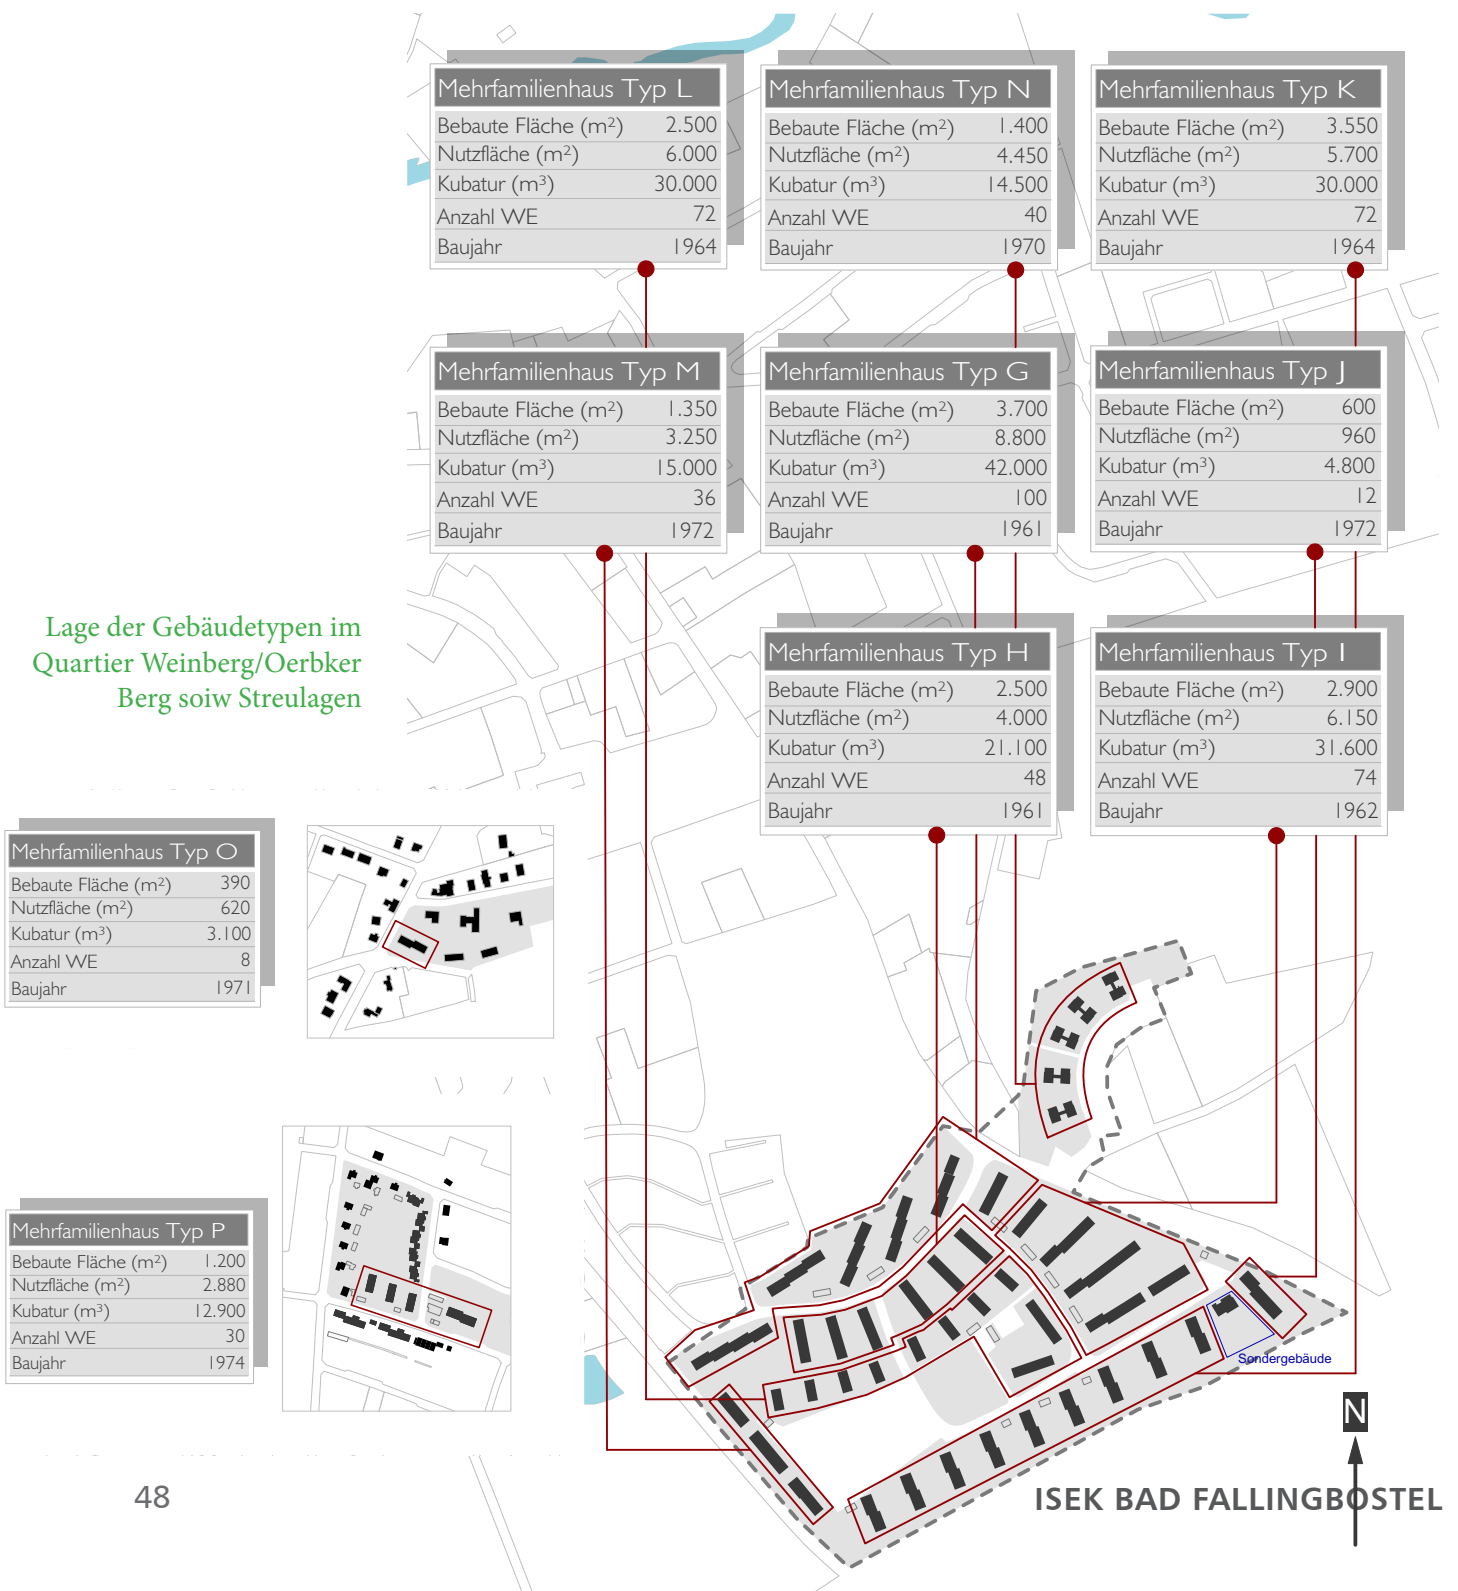 Mehrfamilienhaus Typ L
Bebaute Fläche (m²) 2.500
Nutzfläche (m²) 6.000
Kubatur (m³) 30.000
Anzahl WE 72
Baujahr 1964
Mehrfamilienhaus Typ N
Bebaute Fläche (m²) 1.400
Nutzfläche (m²) 4.450
Kubatur (m³) 14.500
Anzahl WE 40
Baujahr 1970
Mehrfamilienhaus Typ K
Bebaute Fläche (m²) 3.550
Nutzfläche (m²) 5.700
Kubatur (m³) 30.000
Anzahl WE 72
Baujahr 1964
Mehrfamilienhaus Typ M
Bebaute Fläche (m²) 1.350
Nutzfläche (m²) 3.250
Kubatur (m³) 15.000
Anzahl WE 36
Baujahr 1972
Mehrfamilienhaus Typ G
Bebaute Fläche (m²) 3.700
Nutzfläche (m²) 8.800
Kubatur (m³) 42.000
Anzahl WE 100
Baujahr 1961
Mehrfamilienhaus Typ J
Bebaute Fläche (m²) 600
Nutzfläche (m²) 960
Kubatur (m³) 4.800
Anzahl WE 12
Baujahr 1972
Lage der Gebäudetypen im
Quartier Weinberg/Oerbker
Berg soiw Streulagen
Mehrfamilienhaus Typ H
Bebaute Fläche (m²) 2.500
Nutzfläche (m²) 4.000
Kubatur (m³) 21.100
Anzahl WE 48
Baujahr 1961
Mehrfamilienhaus Typ I
Bebaute Fläche (m²) 2.900
Nutzfläche (m²) 6.150
Kubatur (m³) 31.600
Anzahl WE 74
Baujahr 1962
Mehrfamilienhaus Typ O
Bebaute Fläche (m²) 390
Nutzfläche (m²) 620
Kubatur (m³) 3.100
Anzahl WE 8
Baujahr 1971
Mehrfamilienhaus Typ P
Bebaute Fläche (m²) 1.200
Nutzfläche (m²) 2.880
Kubatur (m³) 12.900
Anzahl WE 30
Baujahr 1974
Sondergebäude
N
48
ISEK BAD FALLINGBOSTEL